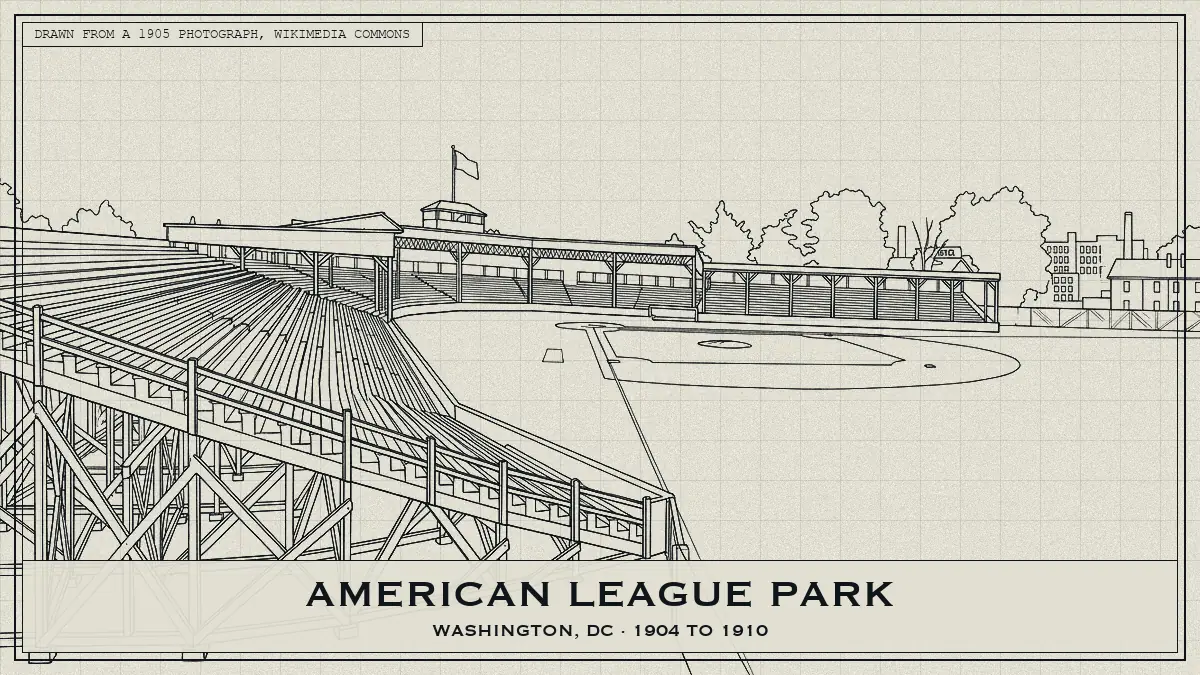 DRAWN FROM A 1905 PHOTOGRAPH, WIKIMEDIA COMMONS
AMERICAN LEAGUE PARK
WASHINGTON, DC · 1904 TO 1910